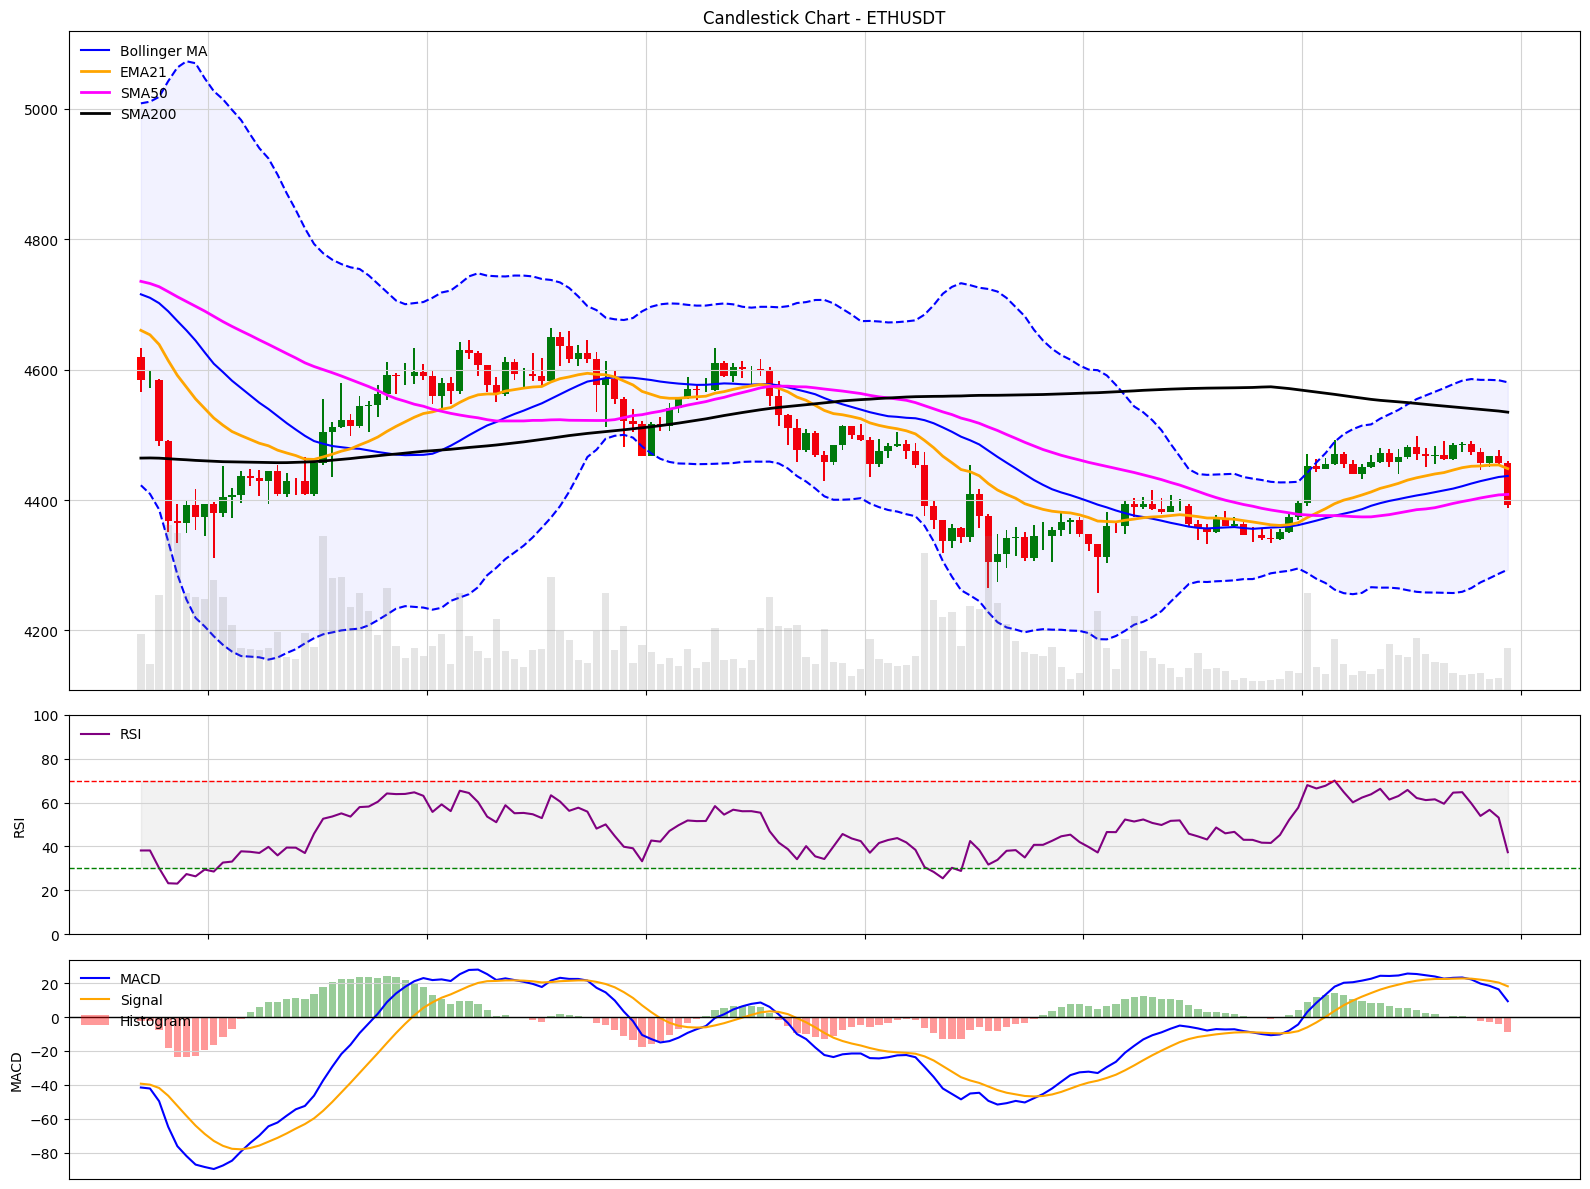 Candlestick Chart - ETHUSDT
Bollinger MA
EMA21
SMA50
SMA200
5000
4800
4600
4400
4200
RSI
100
80
60
40
20
0
RSI
MACD
Signal
Histogram
20
0
−20
−40
−60
−80
MACD